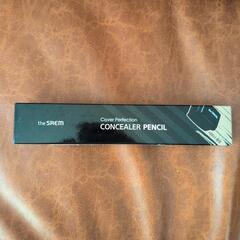 the SAEM
Cover Perfection
CONCEALER PENCIL